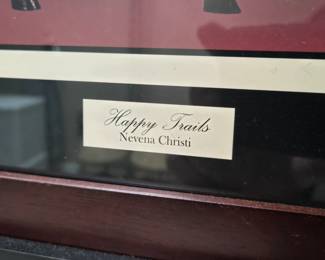 Happy Trails
Nevena Christi